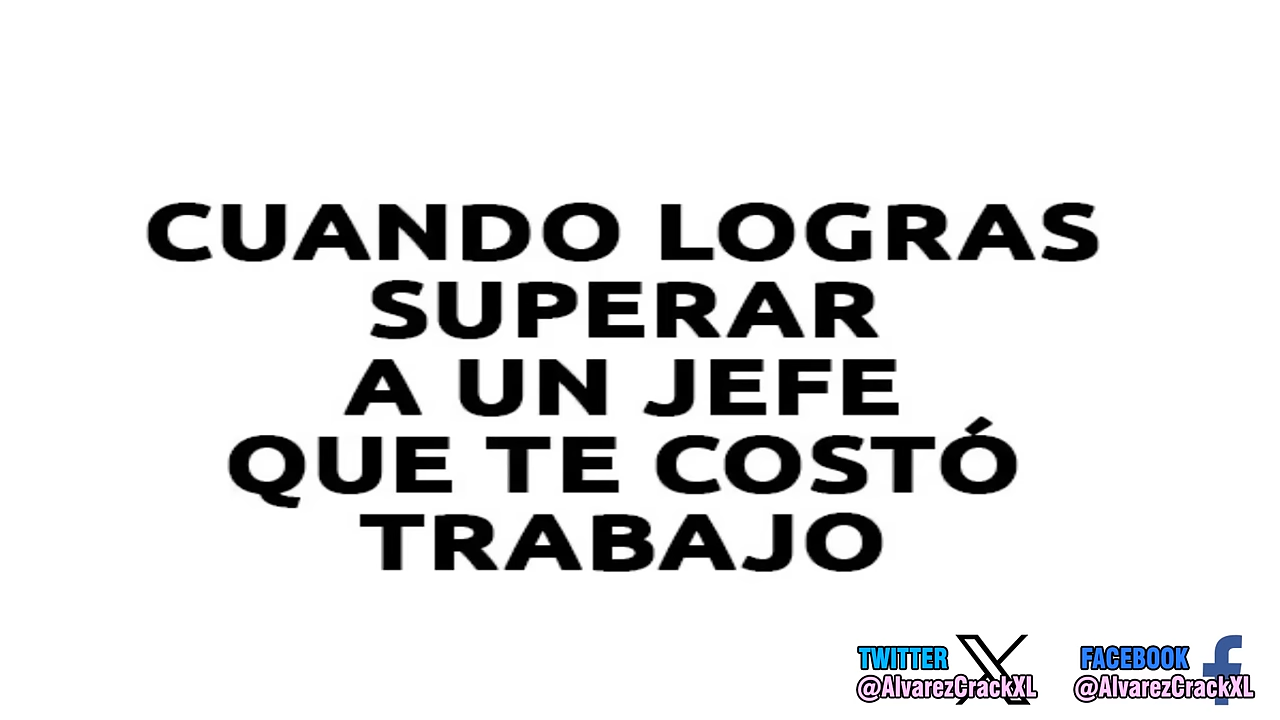 CUANDO LOGRAS
SUPERAR
A UN JEFE
QUE TE COSTÓ
TRABAJO
TWITTER
@AlvarezCrackXL
FACEBOOK
@AlvarezCrackXL